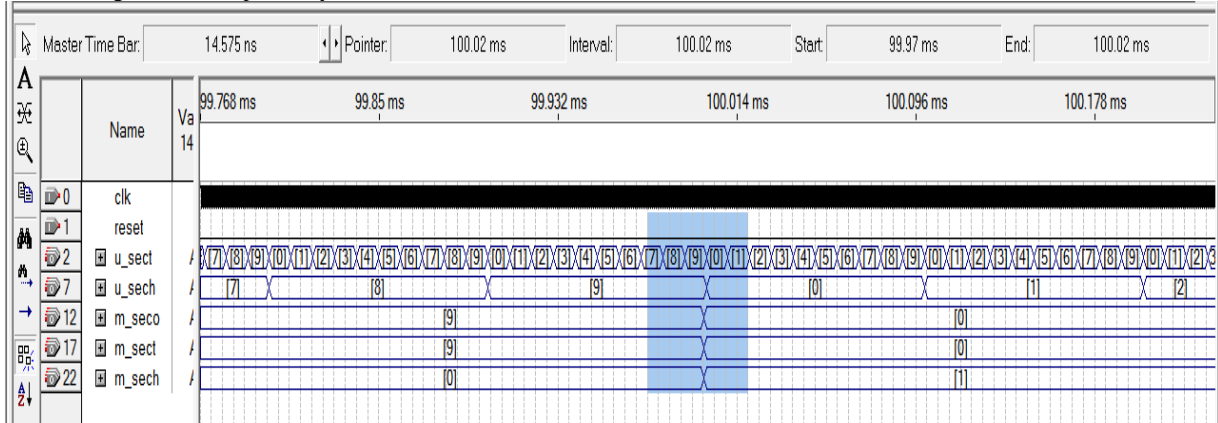 Master Time Bar: 14.575 ns Pointer: 100.02 ms Interval: 100.02 ms Start: 99.97 ms End: 100.02 ms
A
Name Va 99.768 ms 99.85 ms 99.932 ms 100.014 ms 100.096 ms 100.178 ms
14
0 clk
1 reset
2 u_sect [7] [8] [9] [0] [1] [2] [3] [4] [5] [6] [7] [8] [9] [0] [1] [2] [3] [4] [5] [6] [7] [8] [9] [0] [1] [2] [3] [4] [5] [6] [7] [8] [9] [0] [1] [2] [3] [4] [5] [6] [7] [8] [9] [0] [1] [2] 3
7 u_sech [7] [8] [9] [0] [1] [2]
12 m_seco [9] [0]
17 m_sect [9] [0]
22 m_sech [0] [1]
A
Z